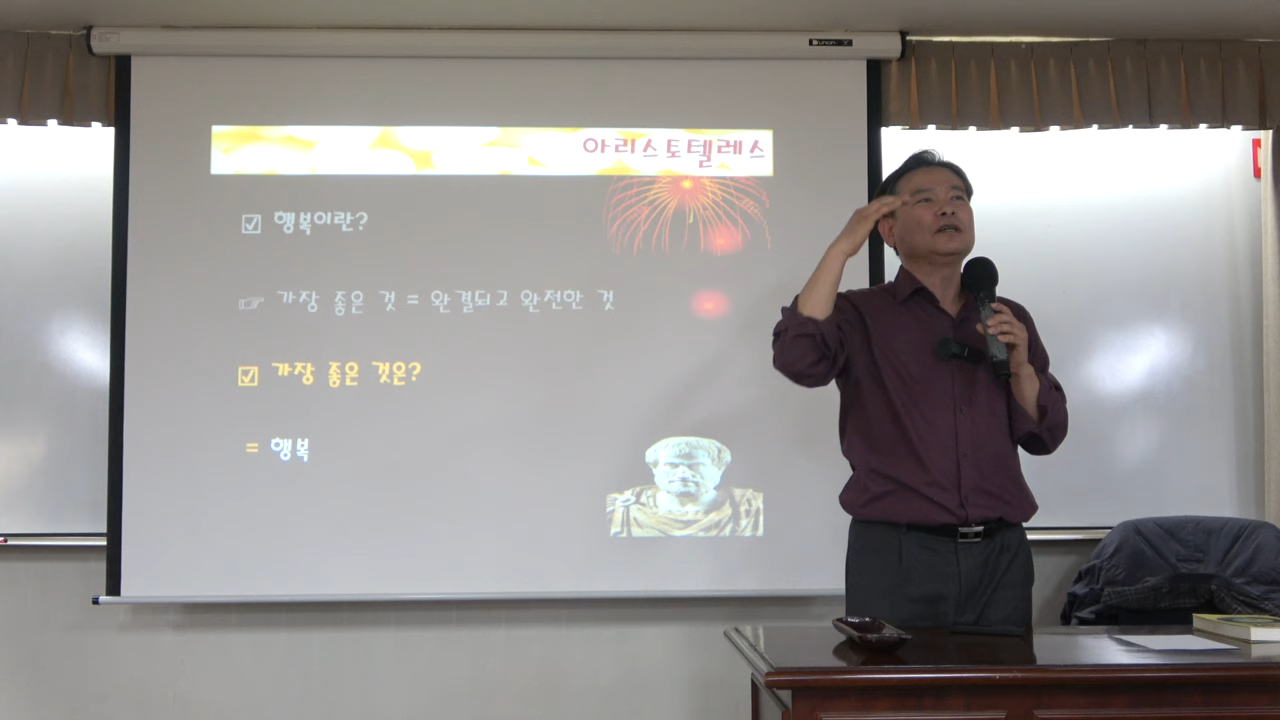 아리스토텔레스
행복이란?
가장 좋은 것 = 완결되고 완전한 것
가장 좋은 것은?
= 행복